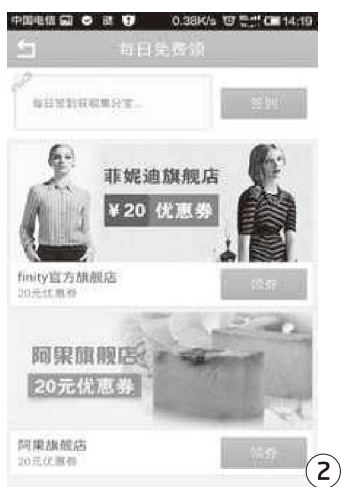 中国电信 0.38K/s 14:19
每日免费领
每日签到获取集分宝... 签到
菲妮迪旗舰店
¥20 优惠券
finity官方旗舰店
20元优惠券 领券
阿果旗舰店
20元优惠券
阿果旗舰店
20元优惠券 领券
②